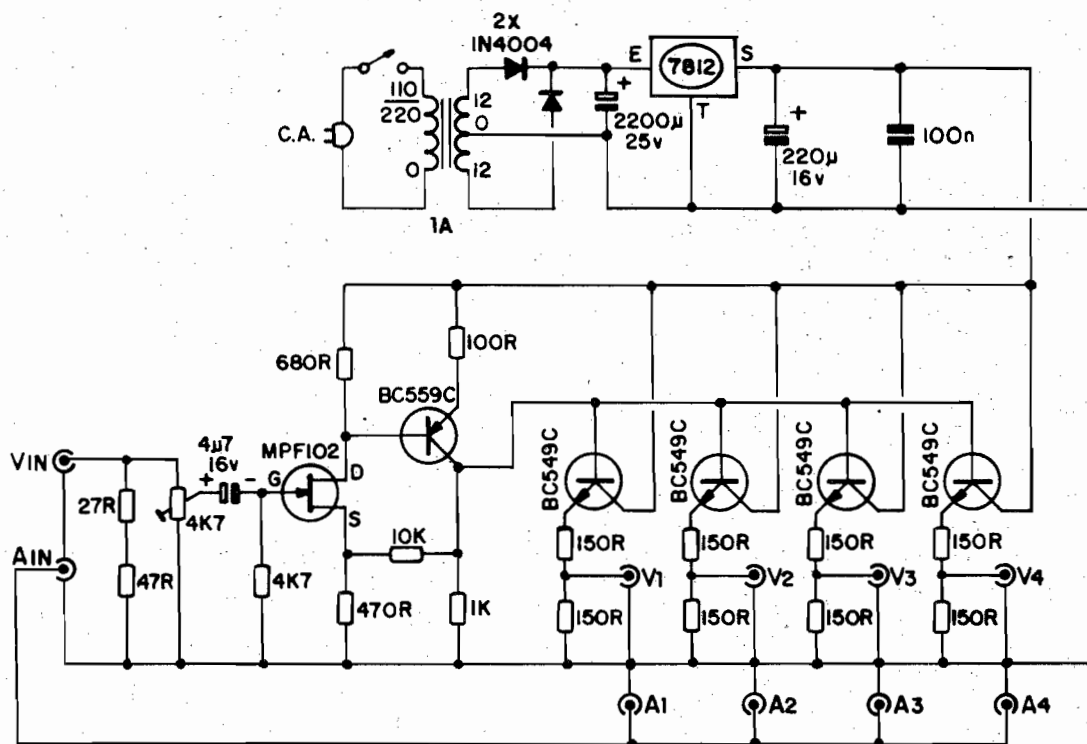 2X
1N4004
E
7812
S
T
110
220
0
12
0
12
C.A.
1A
+
2200µ
25v
+
220µ
16v
100n
680R
100R
BC559C
4µ7
16v
+ -
MPF102
G
D
S
VIN
AIN
27R
47R
4K7
4K7
10K
470R
1K
BC549C
BC549C
BC549C
BC549C
150R
150R
150R
150R
V1
V2
V3
V4
150R
150R
150R
150R
A1
A2
A3
A4